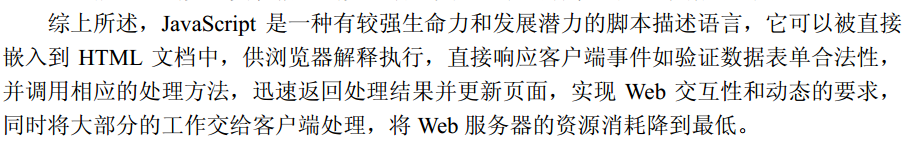 综上所述，JavaScript 是一种有较强生命力和发展潜力的脚本描述语言，它可以被直接
嵌入到 HTML 文档中，供浏览器解释执行，直接响应客户端事件如验证数据表单合法性，
并调用相应的处理方法，迅速返回处理结果并更新页面，实现 Web 交互性和动态的要求，
同时将大部分的工作交给客户端处理，将 Web 服务器的资源消耗降到最低。